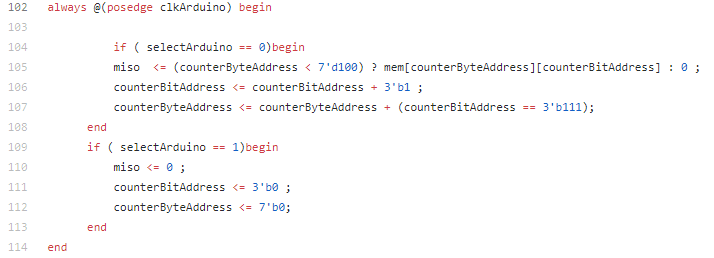 102 always @(posedge clkArduino) begin
103
104 if ( selectArduino == 0)begin
105 miso <= (counterByteAddress < 7'd100) ? mem[counterByteAddress][counterBitAddress] : 0 ;
106 counterBitAddress <= counterBitAddress + 3'b1 ;
107 counterByteAddress <= counterByteAddress + (counterBitAddress == 3'b111);
108 end
109 if ( selectArduino == 1)begin
110 miso <= 0 ;
111 counterBitAddress <= 3'b0 ;
112 counterByteAddress <= 7'b0;
113 end
114 end